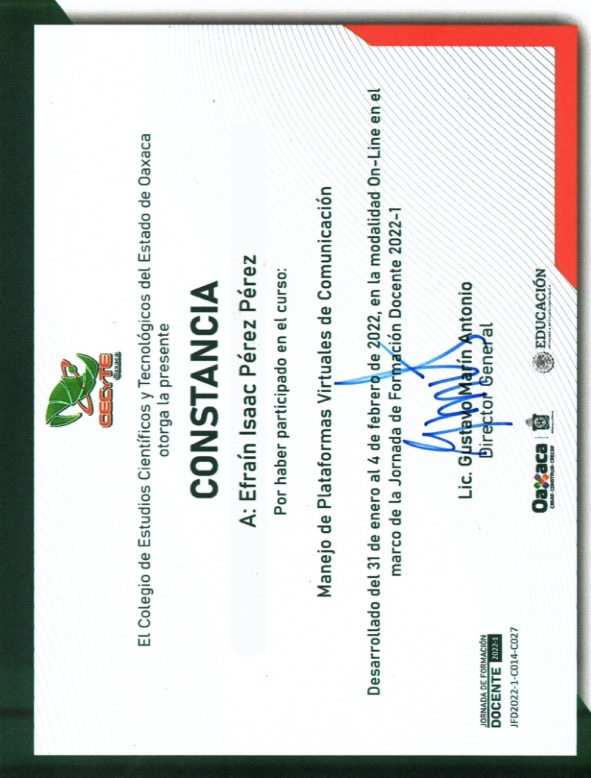 CECyTE
OAXACA
El Colegio de Estudios Científicos y Tecnológicos del Estado de Oaxaca
otorga la presente
CONSTANCIA
A: Efraín Isaac Pérez Pérez
Por haber participado en el curso:
Manejo de Plataformas Virtuales de Comunicación
Desarrollado del 31 de enero al 4 de febrero de 2022, en la modalidad On-Line en el
marco de la Jornada de Formación Docente 2022-1
Lic. Gustavo Marín Antonio
Director General
JORNADA DE FORMACIÓN
DOCENTE 2022-1
JFD2022-1-C014-C027
Oaxaca
CREAR·CONSTRUIR·CRECER
EDUCACIÓN